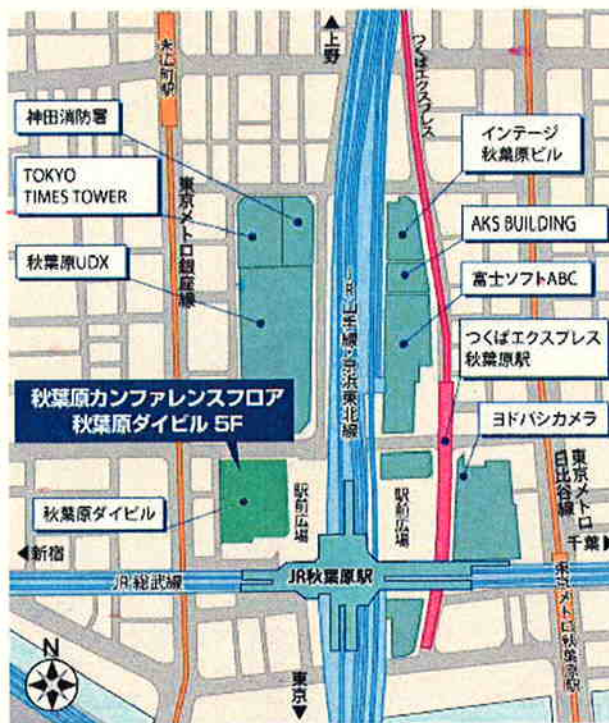 ▲
上野
末広町駅
つくばエクスプレス
神田消防署
インテージ
秋葉原ビル
TOKYO
TIMES TOWER
東京メトロ銀座線
AKS BUILDING
秋葉原UDX
富士ソフトABC
JR山手線・京浜東北線
つくばエクスプレス
秋葉原駅
秋葉原カンファレンスフロア
秋葉原ダイビル 5F
ヨドバシカメラ
東京メトロ
日比谷線
秋葉原ダイビル
駅前広場
駅前広場
◀新宿
千葉▶
JR総武線
JR秋葉原駅
東京メトロ秋葉原駅
N
東京
▼